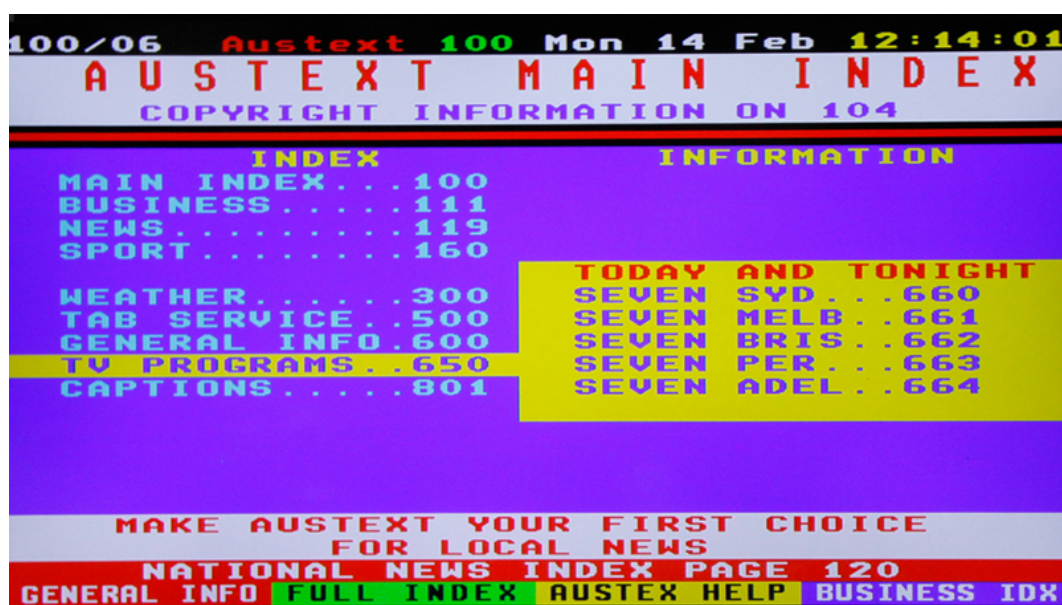 100/06 Austext 100 Mon 14 Feb 12:14:01
AUSTEXT MAIN INDEX
COPYRIGHT INFORMATION ON 104
INDEX
MAIN INDEX...100
BUSINESS.....111
NEWS.........119
SPORT........160
WEATHER......300
TAB SERVICE..500
GENERAL INFO.600
TV PROGRAMS..650
CAPTIONS.....801
INFORMATION
TODAY AND TONIGHT
SEVEN SYD...660
SEVEN MELB..661
SEVEN BRIS..662
SEVEN PER...663
SEVEN ADEL..664
MAKE AUSTEXT YOUR FIRST CHOICE
FOR LOCAL NEWS
NATIONAL NEWS INDEX PAGE 120
GENERAL INFO FULL INDEX AUSTEX HELP BUSINESS IDX